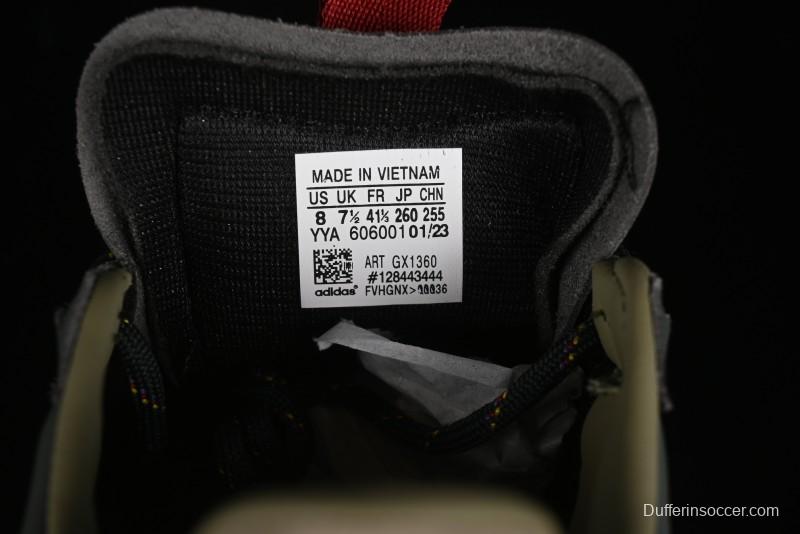 MADE IN VIETNAM
US UK FR JP CHN
8 7½ 41⅓ 260 255
YYA 606001 01/23
ART GX1360
#128443444
adidas®
Dufferinsoccer.com